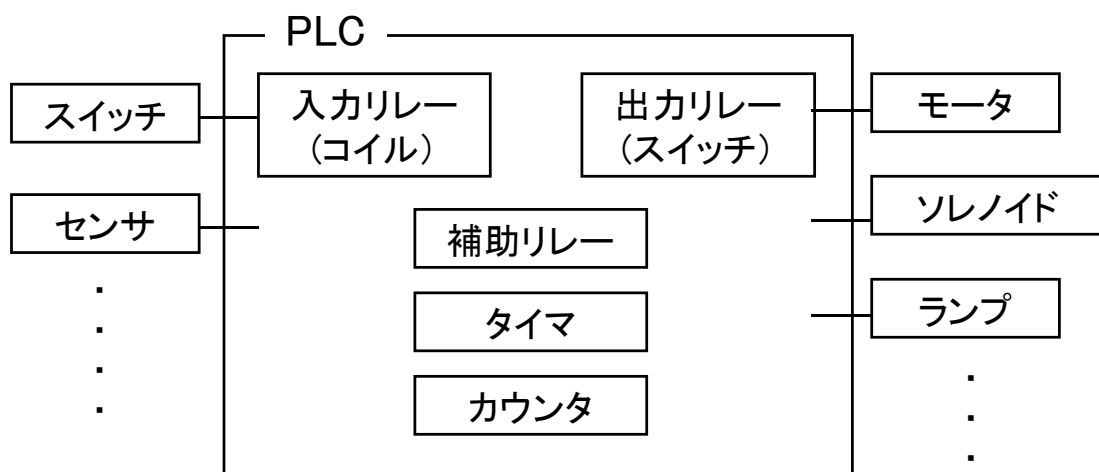 PLC
スイッチ
入力リレー
（コイル）
出力リレー
（スイッチ）
モータ
センサ
補助リレー
ソレノイド
タイマ
ランプ
カウンタ
・
・
・
・
・
・
・